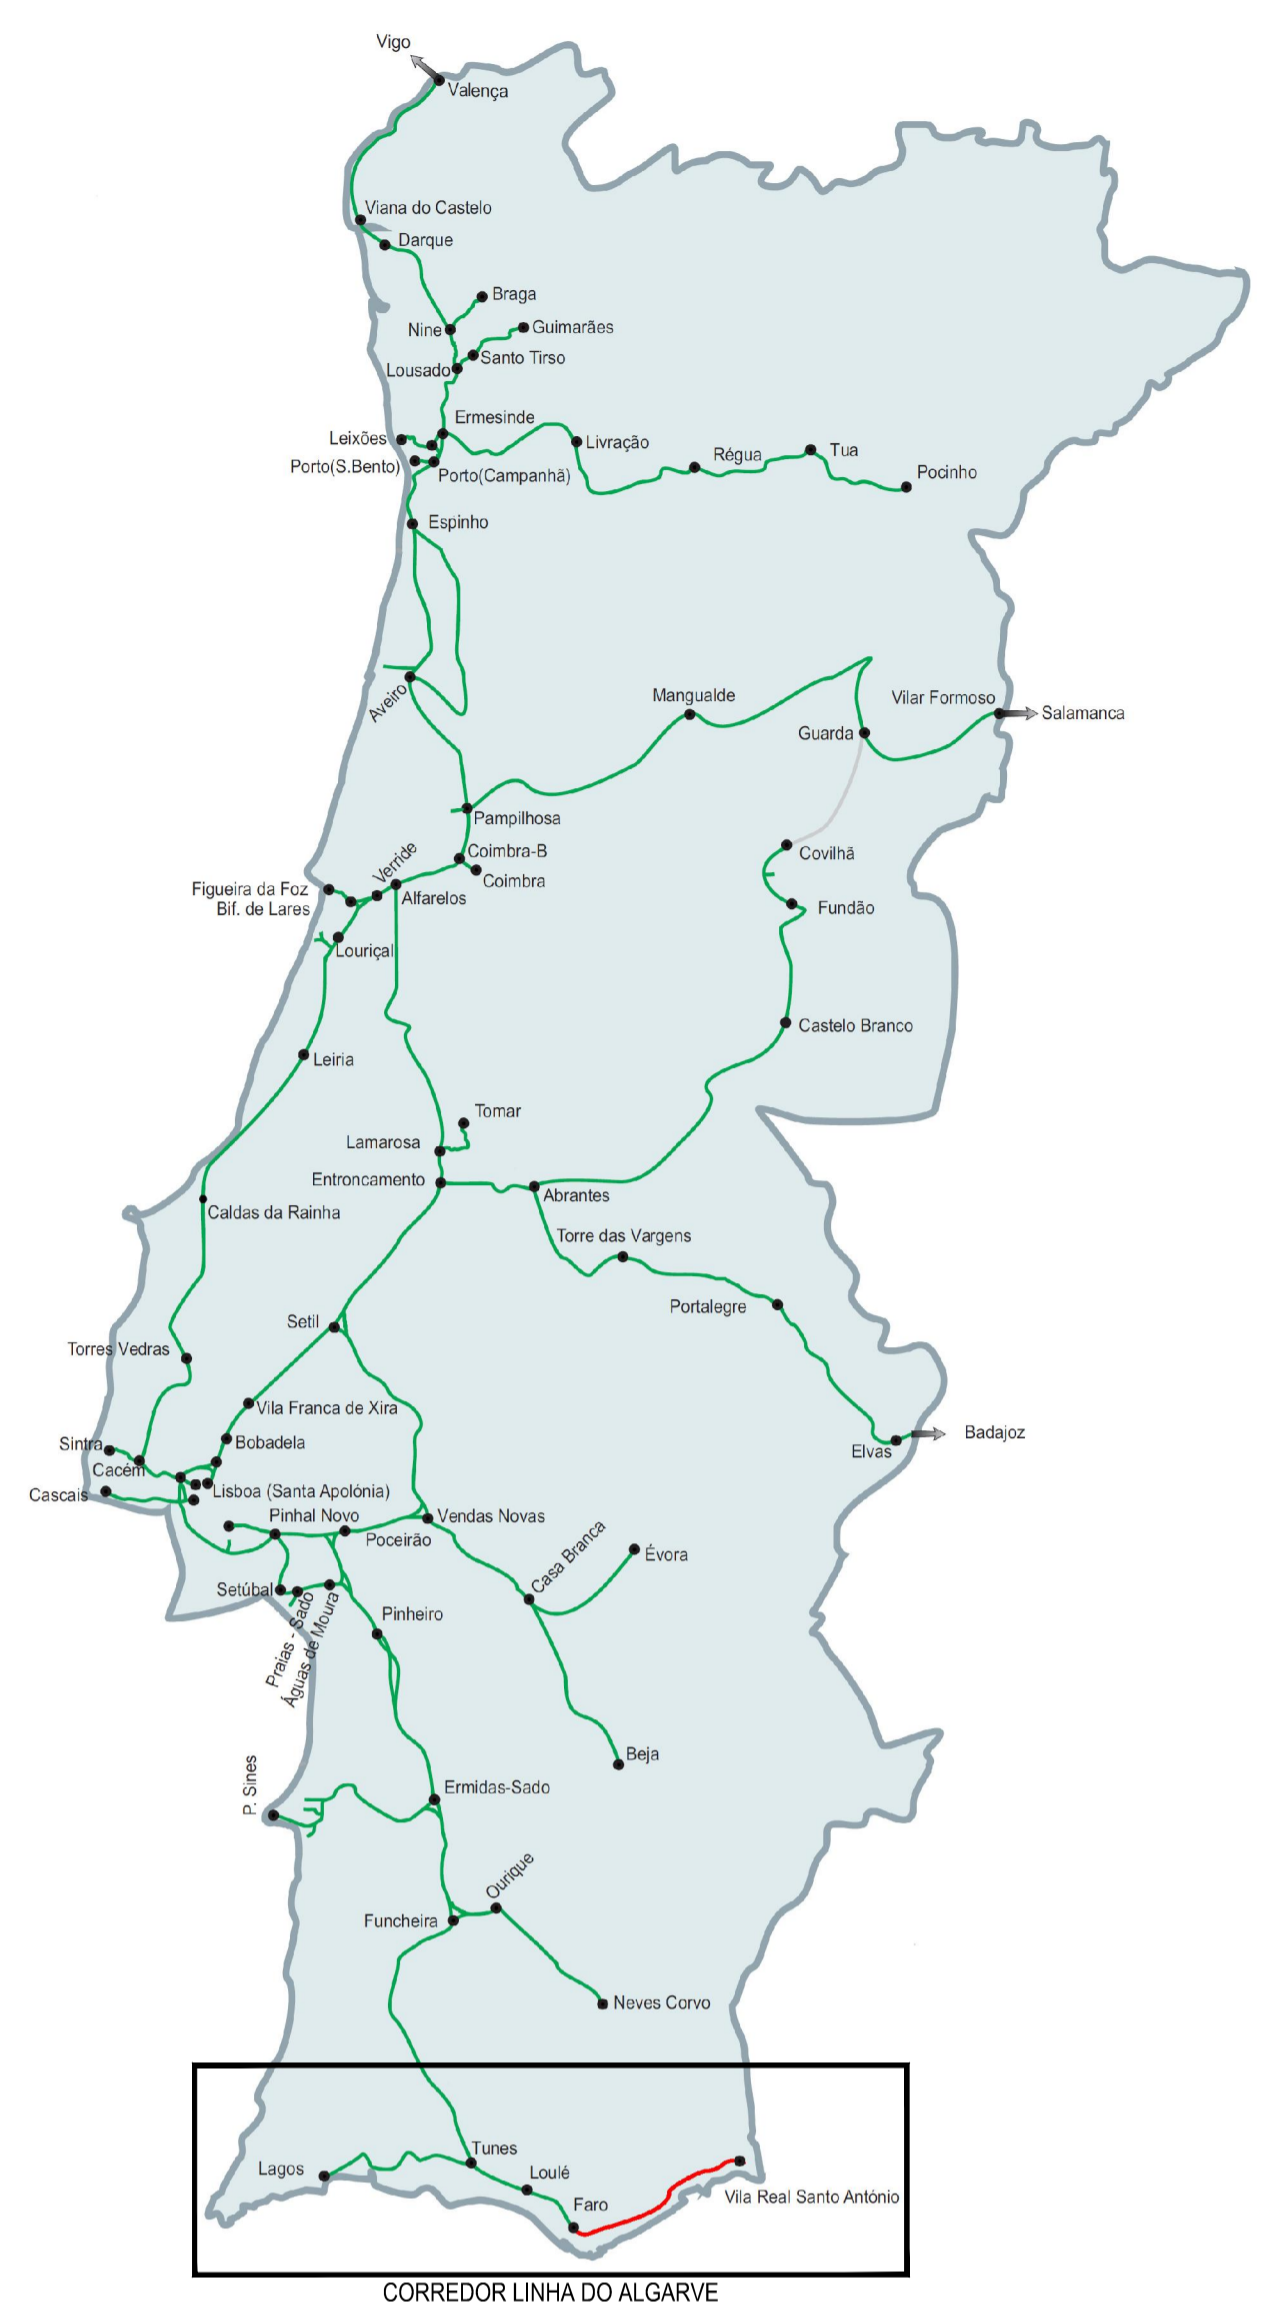 Vigo
Valença
Viana do Castelo
Darque
Braga
Nine
Guimarães
Santo Tirso
Lousado
Ermesinde
Leixões
Livração
Régua
Tua
Porto(S.Bento)
Porto(Campanhã)
Pocinho
Espinho
Aveiro
Mangualde
Vilar Formoso
Salamanca
Guarda
Pampilhosa
Coimbra-B
Verride
Covilhã
Coimbra
Figueira da Foz
Alfarelos
Bif. de Lares
Fundão
Louriçal
Castelo Branco
Leiria
Tomar
Lamarosa
Entroncamento
Abrantes
Caldas da Rainha
Torre das Vargens
Portalegre
Setil
Torres Vedras
Vila Franca de Xira
Badajoz
Sintra
Bobadela
Elvas
Cacém
Cascais
Lisboa (Santa Apolónia)
Pinhal Novo
Vendas Novas
Poceirão
Casa Branca
Évora
Setúbal
Praias - Sado
Águas de Moura
Pinheiro
Beja
P. Sines
Ermidas-Sado
Ourique
Funcheira
Neves Corvo
Tunes
Lagos
Loulé
Faro
Vila Real Santo António
CORREDOR LINHA DO ALGARVE